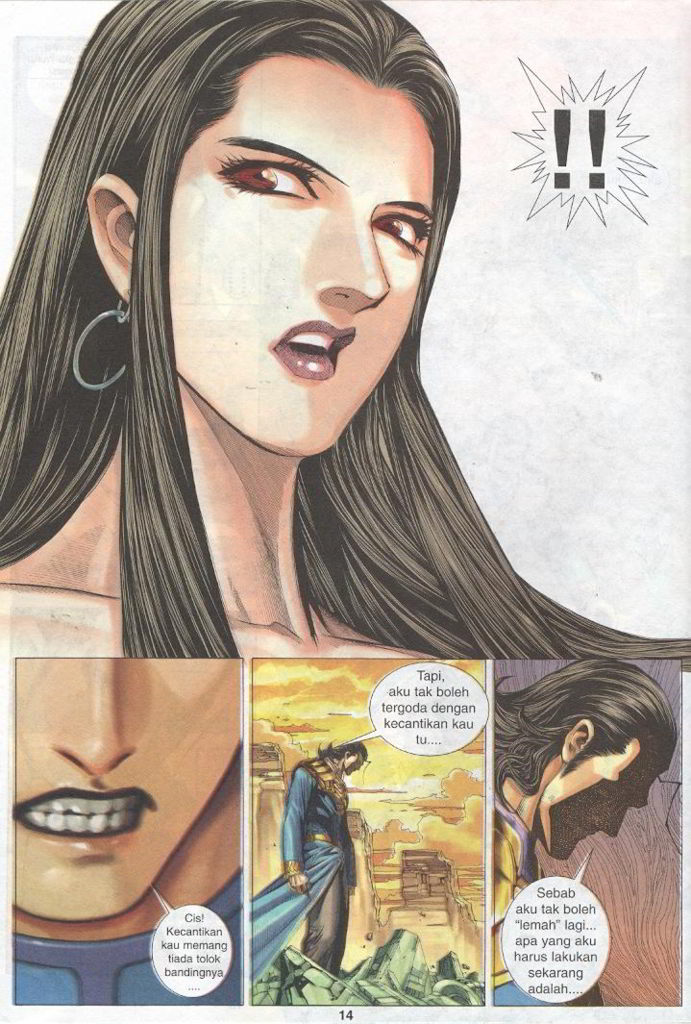 !!
Cis!
Kecantikan
kau memang
tiada tolok
bandingnya
....
Tapi,
aku tak boleh
tergoda dengan
kecantikan kau
tu....
Sebab
aku tak boleh
"lemah" lagi...
apa yang aku
harus lakukan
sekarang
adalah....
14